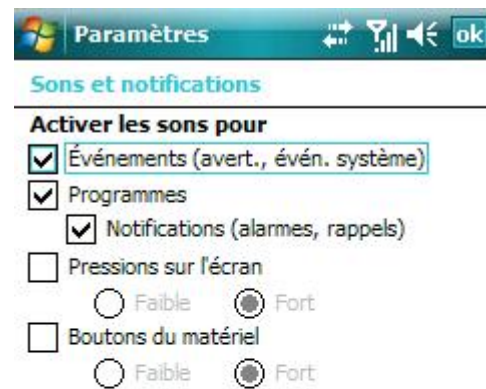 Paramètres ok
Sons et notifications
Activer les sons pour
Événements (avert., évén. système)
Programmes
Notifications (alarmes, rappels)
Pressions sur l'écran
Faible Fort
Boutons du matériel
Faible Fort